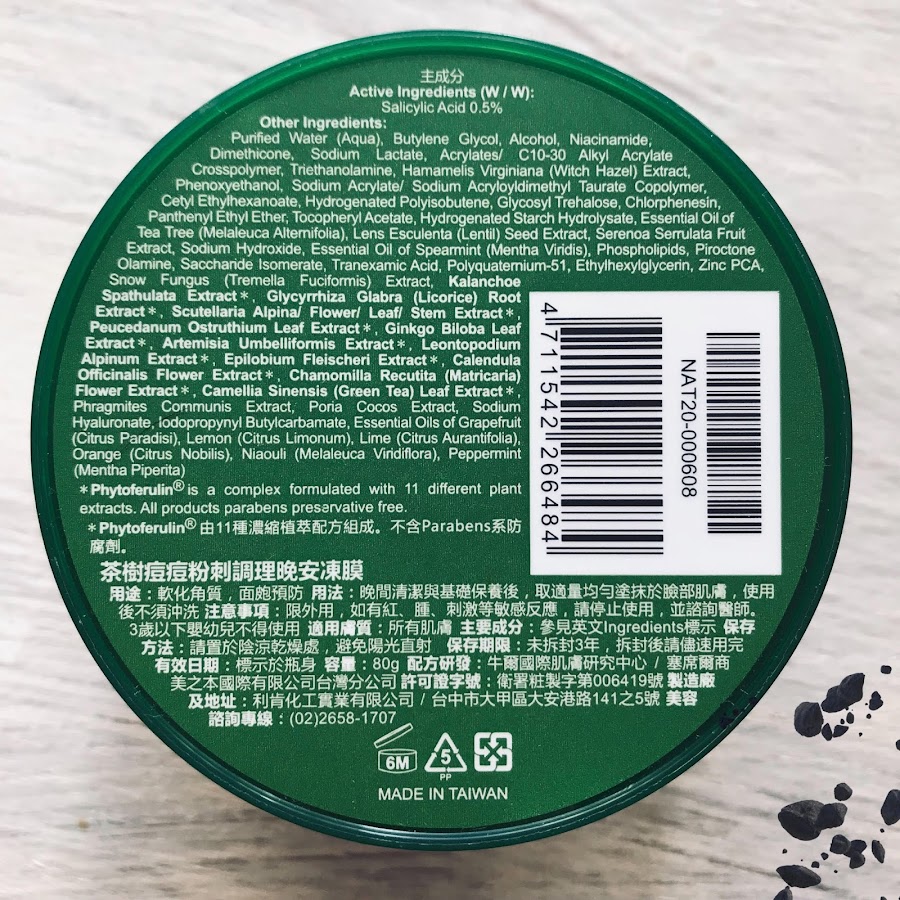 主成分
Active Ingredients (W / W):
Salicylic Acid 0.5%
Other Ingredients:
Purified Water (Aqua), Butylene Glycol, Alcohol, Niacinamide,
Dimethicone, Sodium Lactate, Acrylates/ C10-30 Alkyl Acrylate
Crosspolymer, Triethanolamine, Hamamelis Virginiana (Witch Hazel) Extract,
Phenoxyethanol, Sodium Acrylate/ Sodium Acryloyldimethyl Taurate Copolymer,
Cetyl Ethylhexanoate, Hydrogenated Polyisobutene, Glycosyl Trehalose, Chlorphenesin,
Panthenyl Ethyl Ether, Tocopheryl Acetate, Hydrogenated Starch Hydrolysate, Essential Oil of
Tea Tree (Melaleuca Alternifolia), Lens Esculenta (Lentil) Seed Extract, Serenoa Serrulata Fruit
Extract, Sodium Hydroxide, Essential Oil of Spearmint (Mentha Viridis), Phospholipids, Piroctone
Olamine, Saccharide Isomerate, Tranexamic Acid, Polyquaternium-51, Ethylhexylglycerin, Zinc PCA,
Snow Fungus (Tremella Fuciformis) Extract, Kalanchoe
Spathulata Extract*, Glycyrrhiza Glabra (Licorice) Root
Extract*, Scutellaria Alpina/ Flower/ Leaf/ Stem Extract*,
Peucedanum Ostruthium Leaf Extract*, Ginkgo Biloba Leaf
Extract*, Artemisia Umbelliformis Extract*, Leontopodium
Alpinum Extract*, Epilobium Fleischeri Extract*, Calendula
Officinalis Flower Extract*, Chamomilla Recutita (Matricaria)
Flower Extract*, Camellia Sinensis (Green Tea) Leaf Extract*,
Phragmites Communis Extract, Poria Cocos Extract, Sodium
Hyaluronate, Iodopropynyl Butylcarbamate, Essential Oils of Grapefruit
(Citrus Paradisi), Lemon (Citrus Limonum), Lime (Citrus Aurantifolia),
Orange (Citrus Nobilis), Niaouli (Melaleuca Viridiflora), Peppermint
(Mentha Piperita)
*Phytoferulin® is a complex formulated with 11 different plant
extracts. All products parabens preservative free.
*Phytoferulin® 由11種濃縮植萃配方組成。不含Parabens系防
腐劑。
4 711542 266484
NAT20-000608
茶樹痘痘粉刺調理晚安凍膜
用途：軟化角質，面皰預防 用法：晚間清潔與基礎保養後，取適量均勻塗抹於臉部肌膚，使用
後不須沖洗 注意事項：限外用，如有紅、腫、刺激等敏感反應，請停止使用，並諮詢醫師。
3歲以下嬰幼兒不得使用 適用膚質：所有肌膚 主要成分：參見英文Ingredients標示 保存
方法：請置於陰涼乾燥處，避免陽光直射 保存期限：未拆封3年，拆封後請儘速用完
有效日期：標示於瓶身 容量：80g 配方研發：牛爾國際肌膚研究中心 / 塞席爾商
美之本國際有限公司台灣分公司 許可證字號：衛署粧製字第006419號 製造廠
及地址：利肯化工實業有限公司 / 台中市大甲區大安港路141之5號 美容
諮詢專線：(02)2658-1707
6M
5
PP
MADE IN TAIWAN